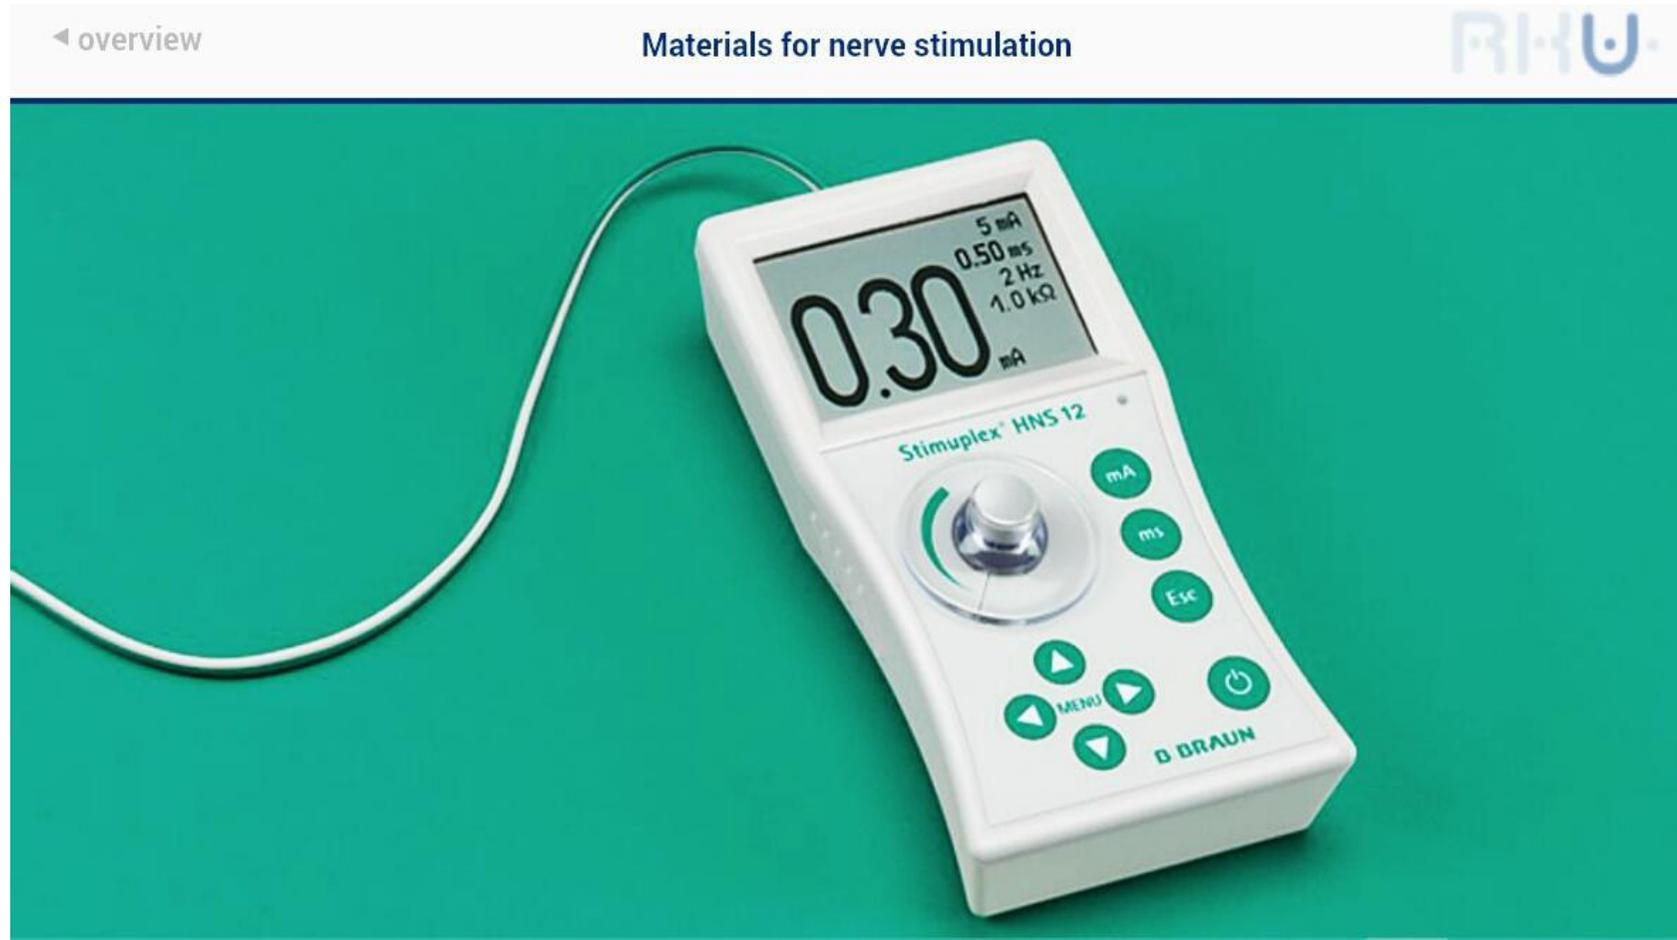 overview
Materials for nerve stimulation
RKU
5 mA
0.50 ms
2 Hz
1.0 kΩ
0.30 mA
Stimuplex® HNS 12
mA
ms
Esc
MENU
B BRAUN